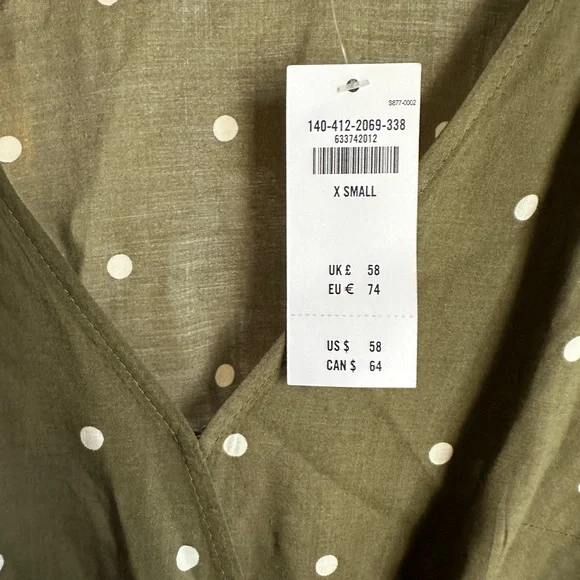 S877-0002
140-412-2069-338
633742012
X SMALL
UK £ 58
EU € 74
US $ 58
CAN $ 64